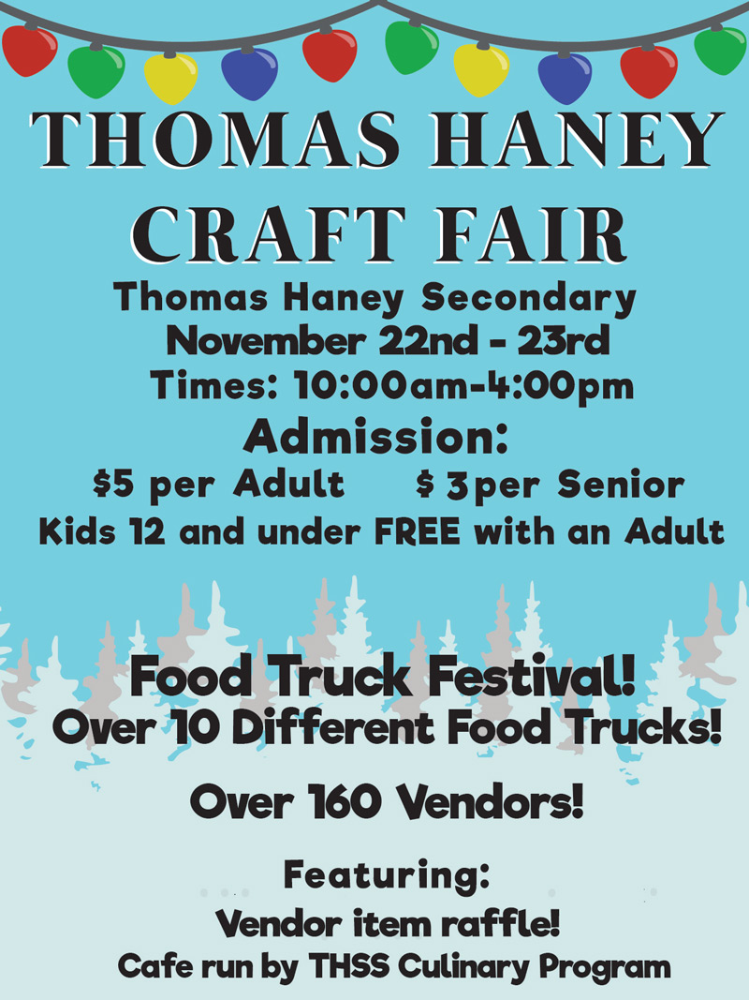 THOMAS HANEY
CRAFT FAIR
Thomas Haney Secondary
November 22nd - 23rd
Times: 10:00am-4:00pm
Admission:
$5 per Adult $ 3per Senior
Kids 12 and under FREE with an Adult
Food Truck Festival!
Over 10 Different Food Trucks!
Over 160 Vendors!
Featuring:
Vendor item raffle!
Cafe run by THSS Culinary Program